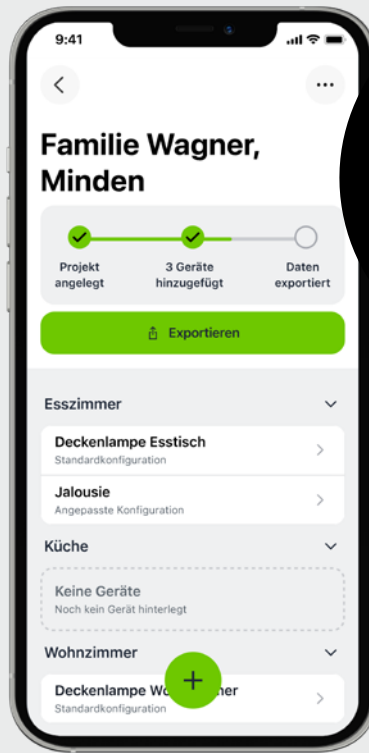 9:41
Familie Wagner,
Minden
Projekt
angelegt
3 Geräte
hinzugefügt
Daten
exportiert
Exportieren
Esszimmer
Deckenlampe Esstisch
Standardkonfiguration
Jalousie
Angepasste Konfiguration
Küche
Keine Geräte
Noch kein Gerät hinterlegt
Wohnzimmer
Deckenlampe
Standardkonfiguration